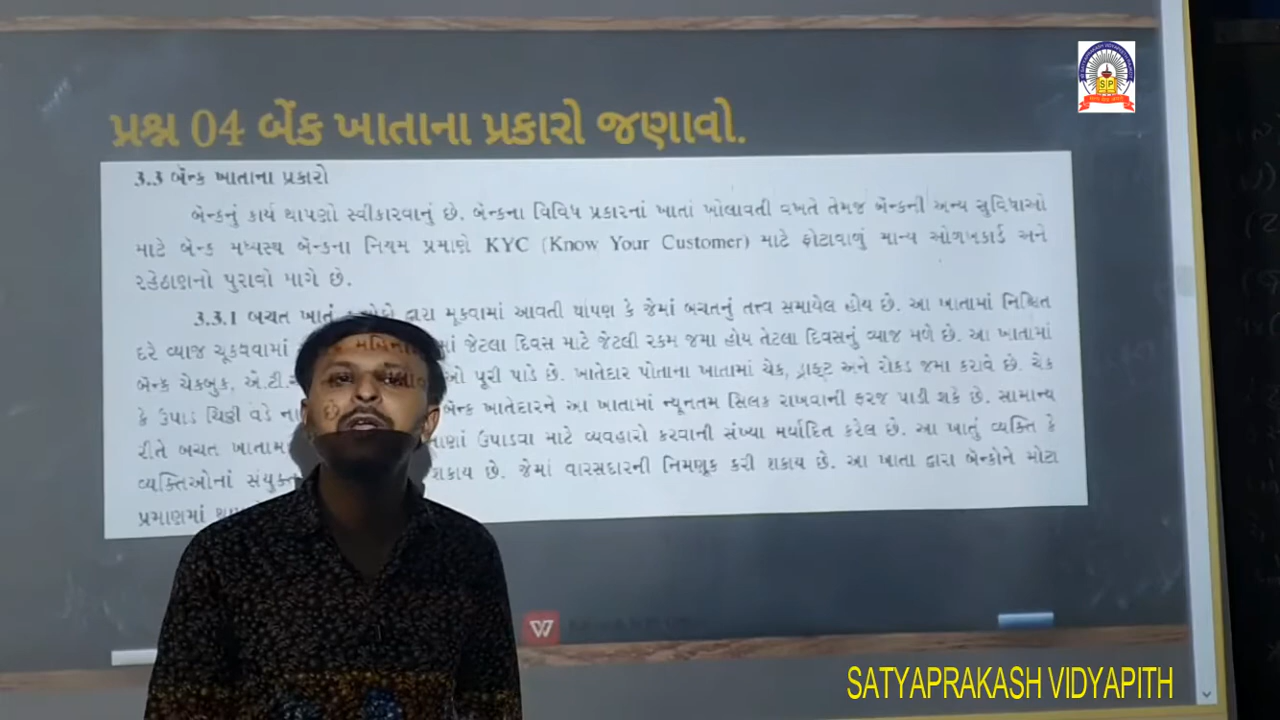 SP
પ્રશ્ન 04 બેંક ખાતાના પ્રકારો જણાવો.
3.3 બેન્ક ખાતાના પ્રકારો
બેન્કનું કાર્ય થાપણો સ્વીકારવાનું છે. બેન્કના વિવિધ પ્રકારનાં ખાતાં ખોલાવતી વખતે તેમજ બેન્કની અન્ય સુવિધાઓ
માટે બેન્ક મધ્યસ્થ બેન્કના નિયમ પ્રમાણે KYC (Know Your Customer) માટે ફોટાવાળું માન્ય ઓળખકાર્ડ અને
રહેઠાણનો પુરાવો માગે છે.
3.3.1 બચત ખાતું દ્વારા મૂકવામાં આવતી થાપણ કે જેમાં બચતનું તત્ત્વ સમાયેલ હોય છે. આ ખાતામાં નિશ્ચિત
દરે વ્યાજ ચૂકવવામાં જેટલા દિવસ માટે જેટલી રકમ જમા હોય તેટલા દિવસનું વ્યાજ મળે છે. આ ખાતામાં
બેન્ક ચેકબુક, એ.ટી. પૂરી પાડે છે. ખાતેદાર પોતાના ખાતામાં ચેક, ડ્રાફ્ટ અને રોકડ જમા કરાવે છે. ચેક
કે ઉપાડ ચિઠ્ઠી વડે છે બેન્ક ખાતેદારને આ ખાતામાં ન્યૂનતમ સિલક રાખવાની ફરજ પાડી શકે છે. સામાન્ય
રીતે બચત ઉપાડવા માટે વ્યવહારો કરવાની સંખ્યા મર્યાદિત કરેલ છે. આ ખાતું વ્યક્તિ કે
વ્યક્તિઓનાં શકાય છે. જેમાં વારસદારની નિમણૂક કરી શકાય છે. આ ખાતા દ્વારા બેન્કોને મોટા
પ્રમાણમાં
SATYAPRAKASH VIDYAPITH